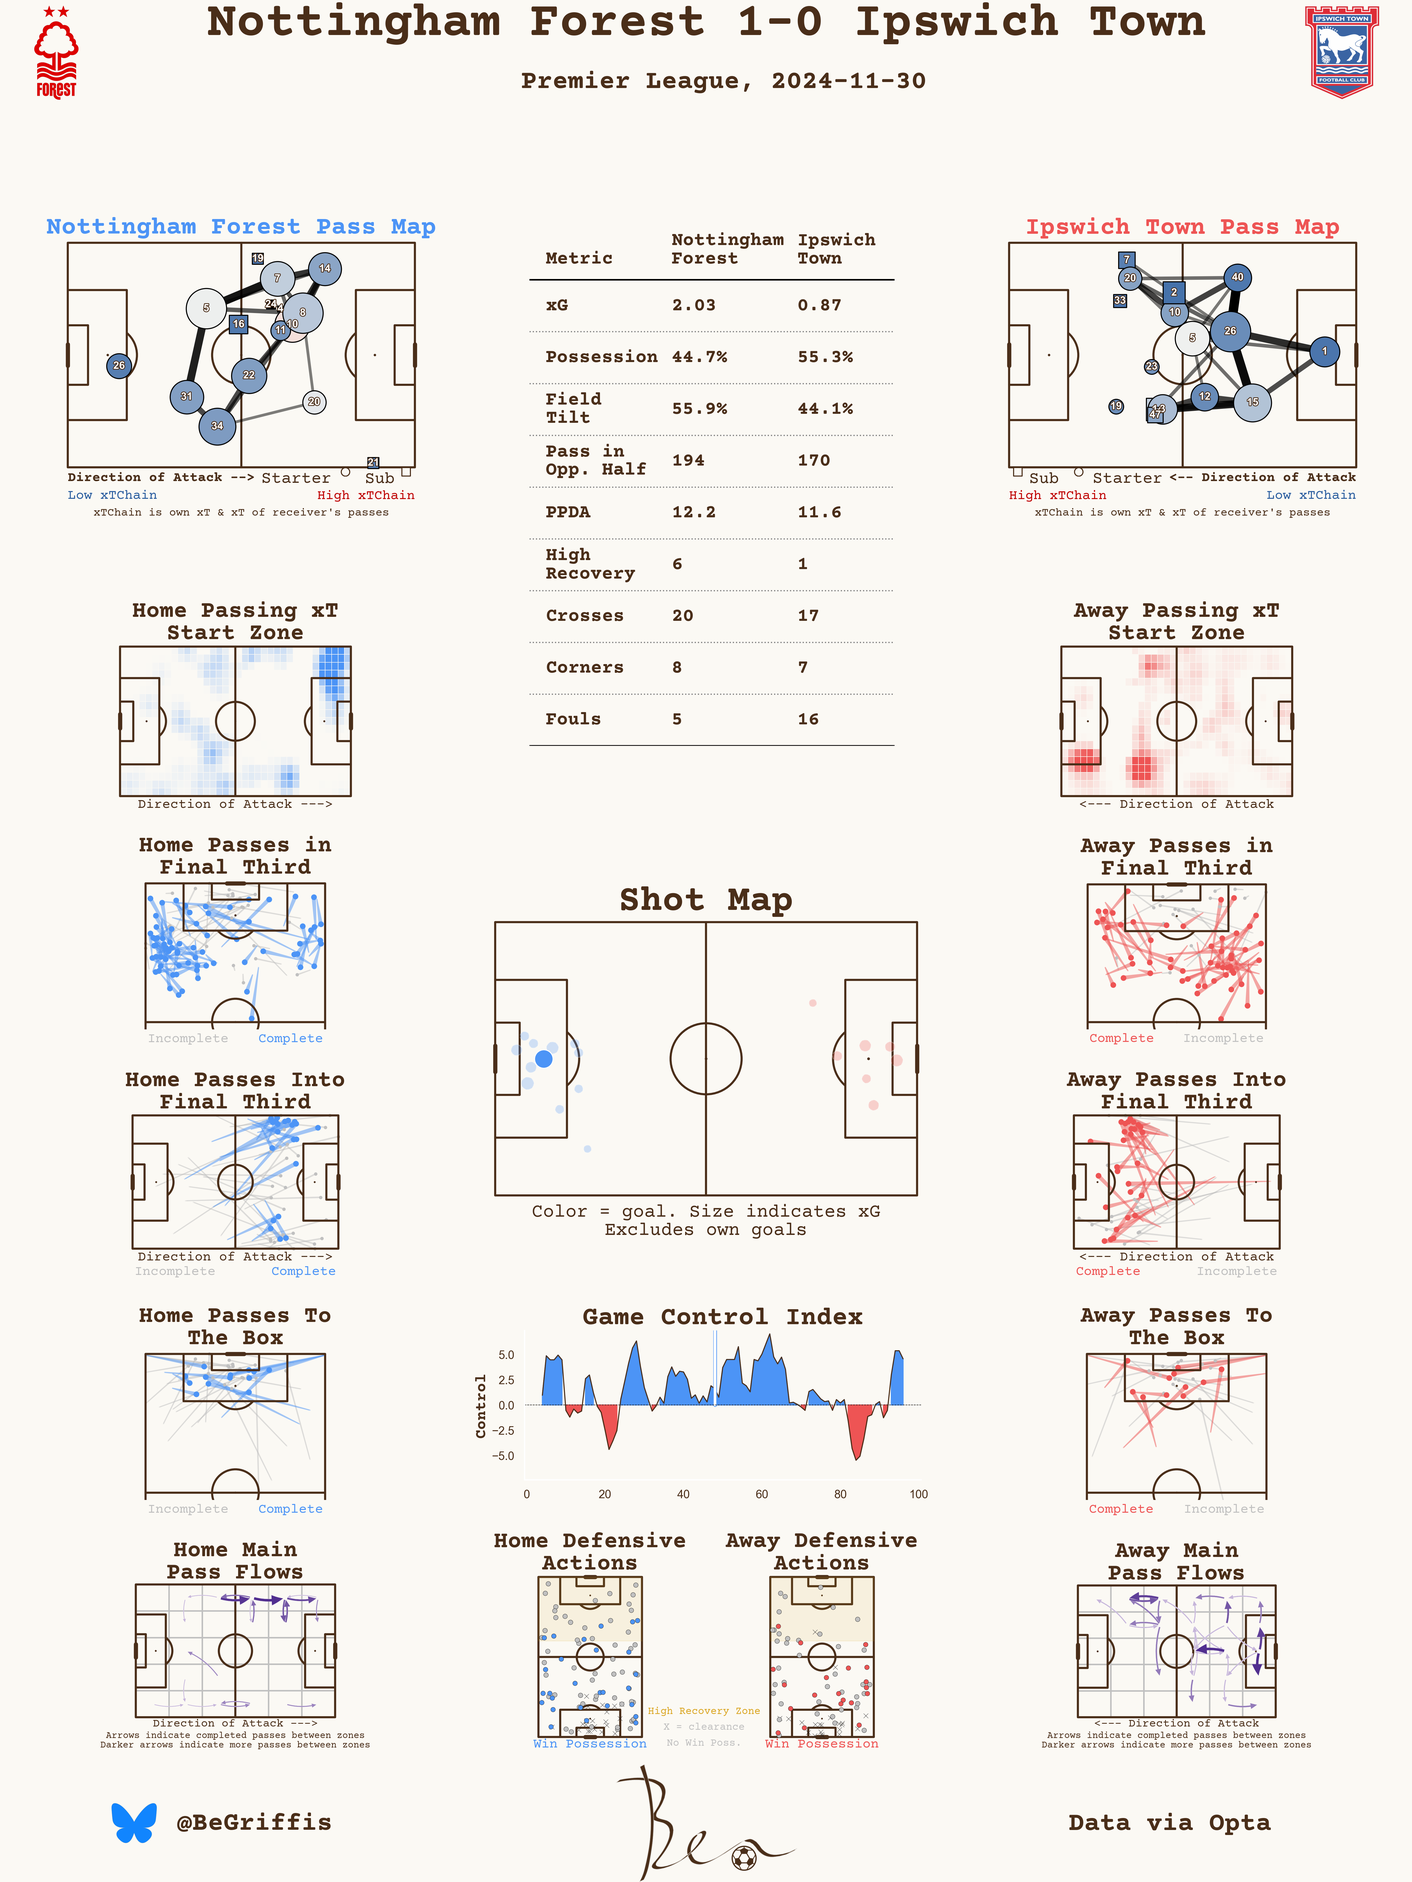 Nottingham Forest 1-0 Ipswich Town
Premier League, 2024-11-30
FOREST
IPSWICH TOWN
FOOTBALL CLUB
Nottingham Forest Pass Map
19
7
14
5
24
8
16
11
10
26
22
31
20
34
21
Direction of Attack --> Starter Sub
Low xTChain High xTChain
xTChain is own xT & xT of receiver's passes
Metric Nottingham Forest Ipswich Town
xG 2.03 0.87
Possession 44.7% 55.3%
Field Tilt 55.9% 44.1%
Pass in Opp. Half 194 170
PPDA 12.2 11.6
High Recovery 6 1
Crosses 20 17
Corners 8 7
Fouls 5 16
Ipswich Town Pass Map
7
20
40
2
33
10
26
5
1
23
12
15
19
47
Sub Starter <-- Direction of Attack
High xTChain Low xTChain
xTChain is own xT & xT of receiver's passes
Home Passing xT
Start Zone
Direction of Attack --->
Away Passing xT
Start Zone
<--- Direction of Attack
Home Passes in
Final Third
Incomplete Complete
Away Passes in
Final Third
Complete Incomplete
Shot Map
Color = goal. Size indicates xG
Excludes own goals
Home Passes Into
Final Third
Direction of Attack --->
Incomplete Complete
Away Passes Into
Final Third
<--- Direction of Attack
Complete Incomplete
Home Passes To
The Box
Incomplete Complete
Game Control Index
Control
5.0
2.5
0.0
−2.5
−5.0
0 20 40 60 80 100
Away Passes To
The Box
Complete Incomplete
Home Main
Pass Flows
Direction of Attack --->
Arrows indicate completed passes between zones
Darker arrows indicate more passes between zones
Home Defensive
Actions
Win Possession
Away Defensive
Actions
Win Possession
High Recovery Zone
X = clearance
No Win Poss.
Away Main
Pass Flows
<--- Direction of Attack
Arrows indicate completed passes between zones
Darker arrows indicate more passes between zones
@BeGriffis
Ben
Data via Opta